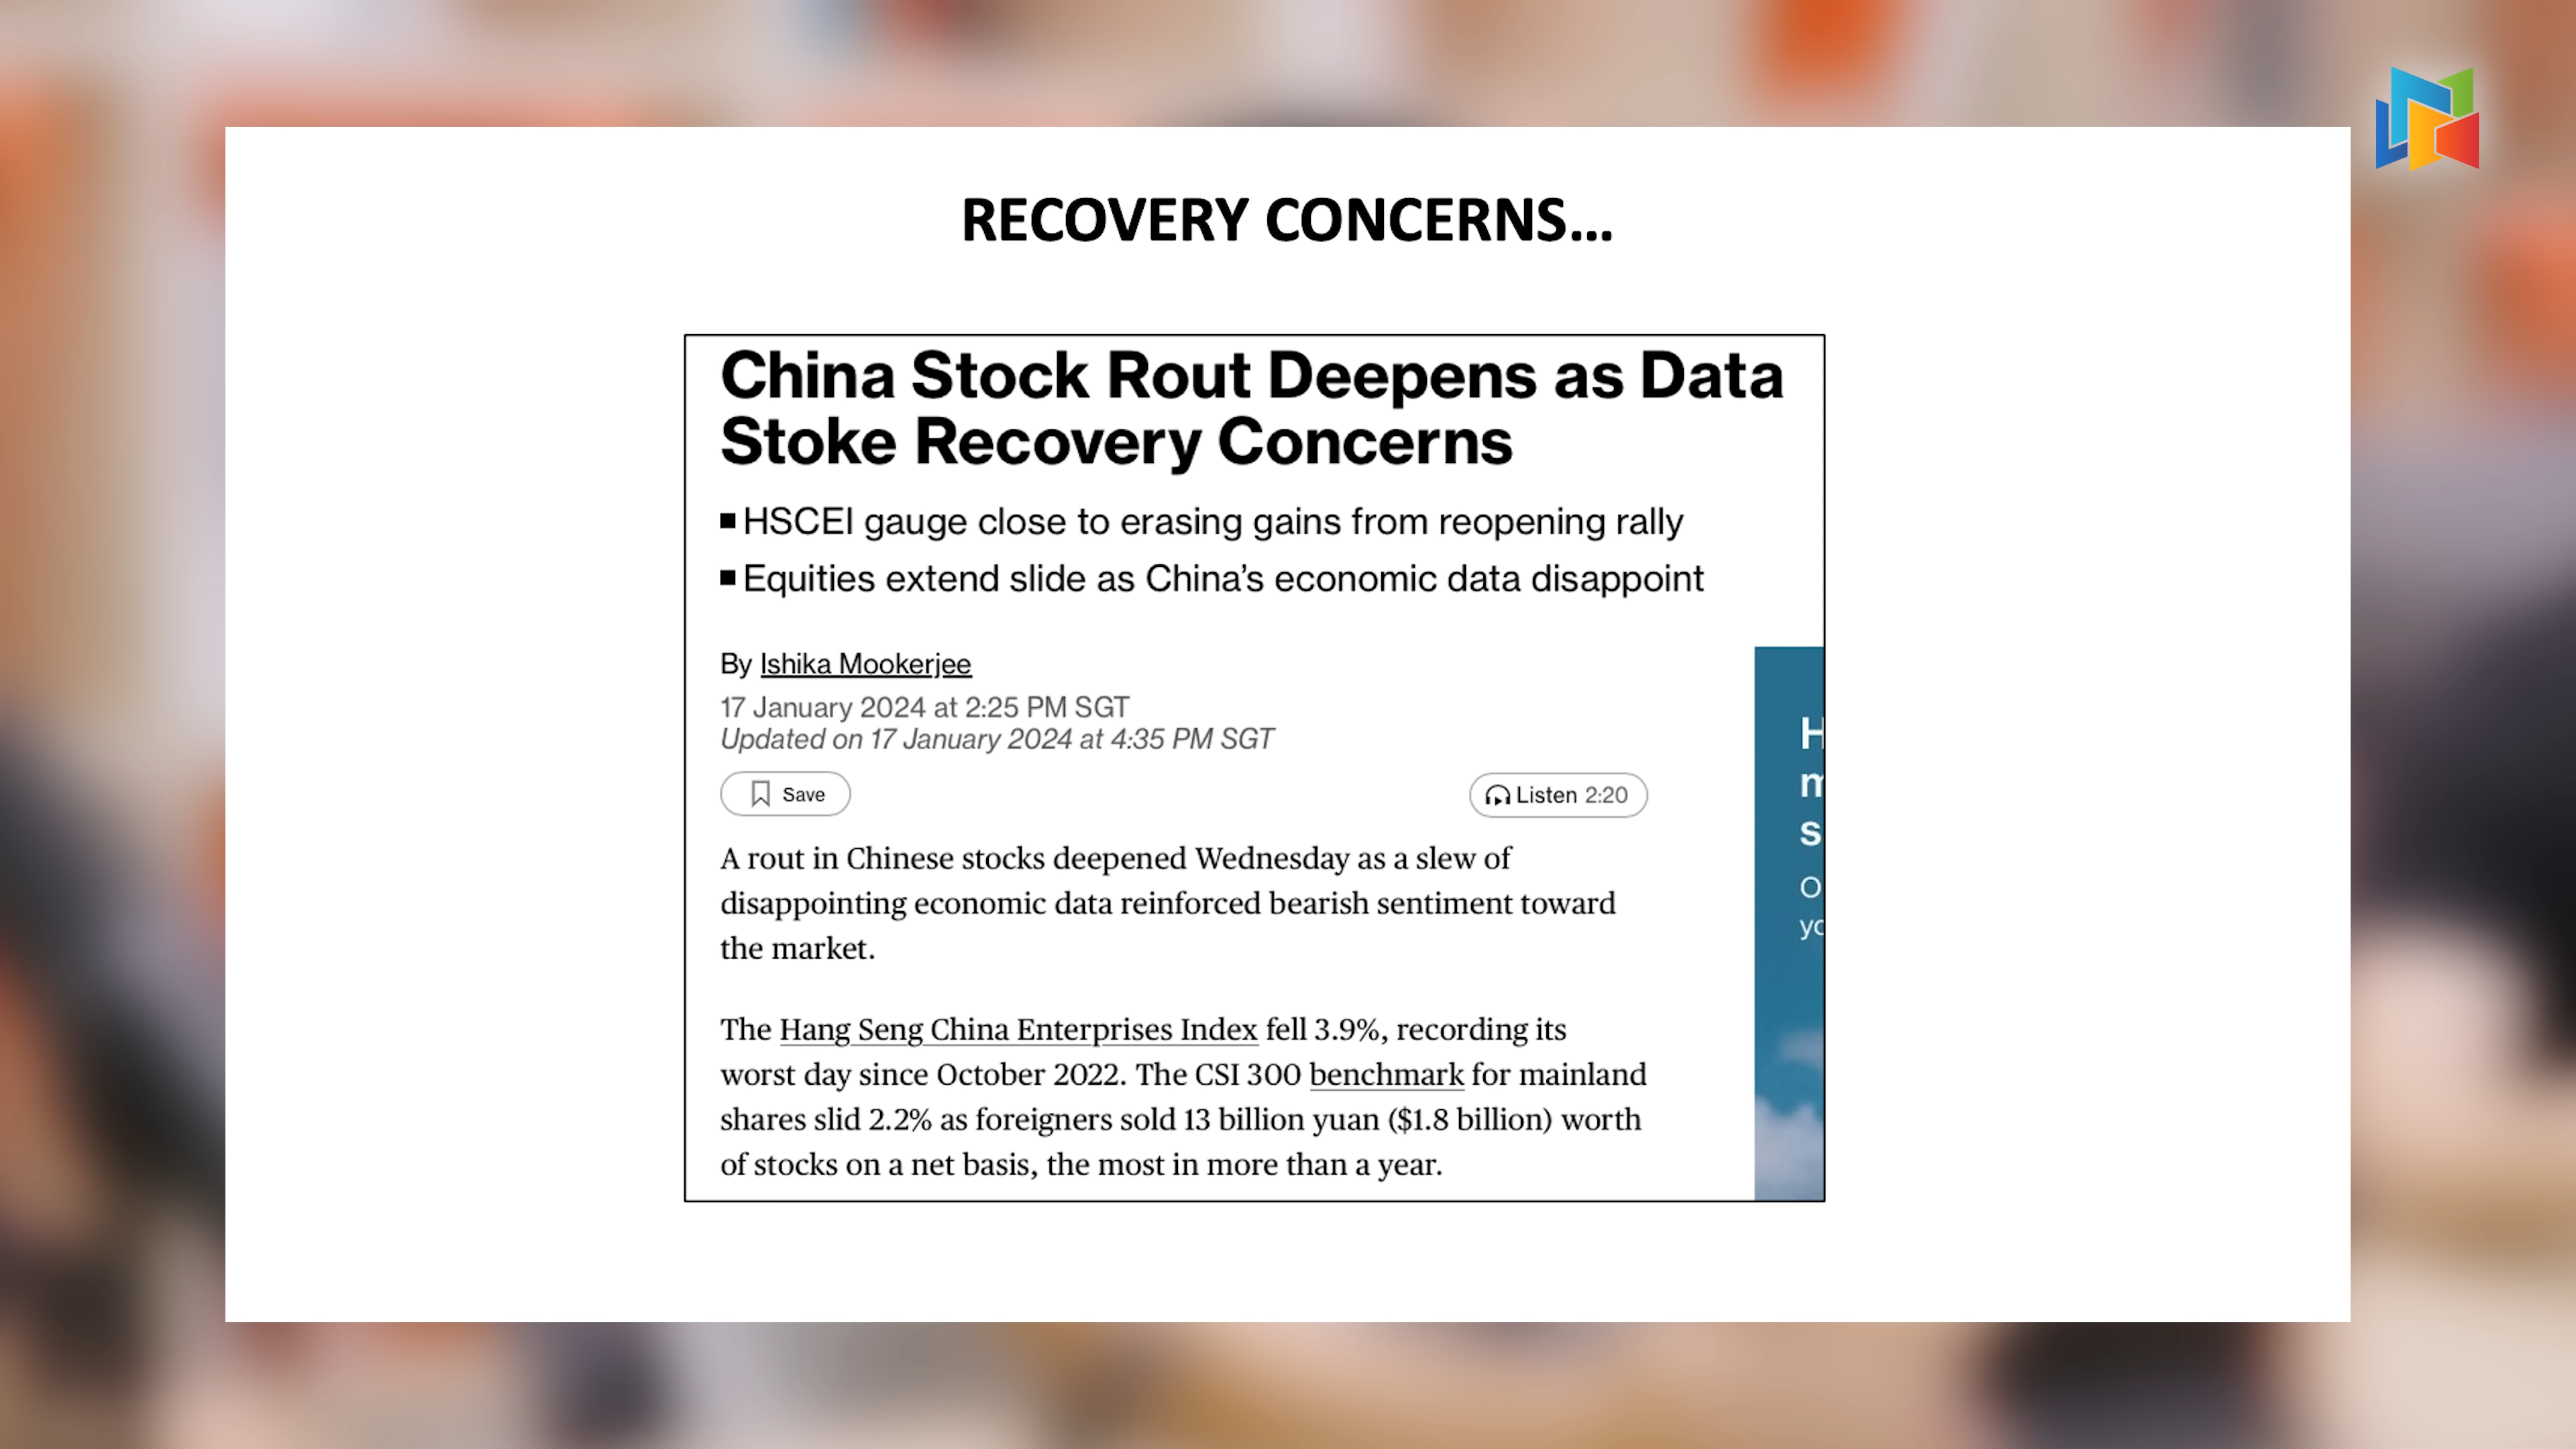 RECOVERY CONCERNS...
China Stock Rout Deepens as Data
Stoke Recovery Concerns
■ HSCEI gauge close to erasing gains from reopening rally
■ Equities extend slide as China's economic data disappoint
By Ishika Mookerjee
17 January 2024 at 2:25 PM SGT
Updated on 17 January 2024 at 4:35 PM SGT
Save
Listen 2:20
A rout in Chinese stocks deepened Wednesday as a slew of
disappointing economic data reinforced bearish sentiment toward
the market.
The Hang Seng China Enterprises Index fell 3.9%, recording its
worst day since October 2022. The CSI 300 benchmark for mainland
shares slid 2.2% as foreigners sold 13 billion yuan ($1.8 billion) worth
of stocks on a net basis, the most in more than a year.